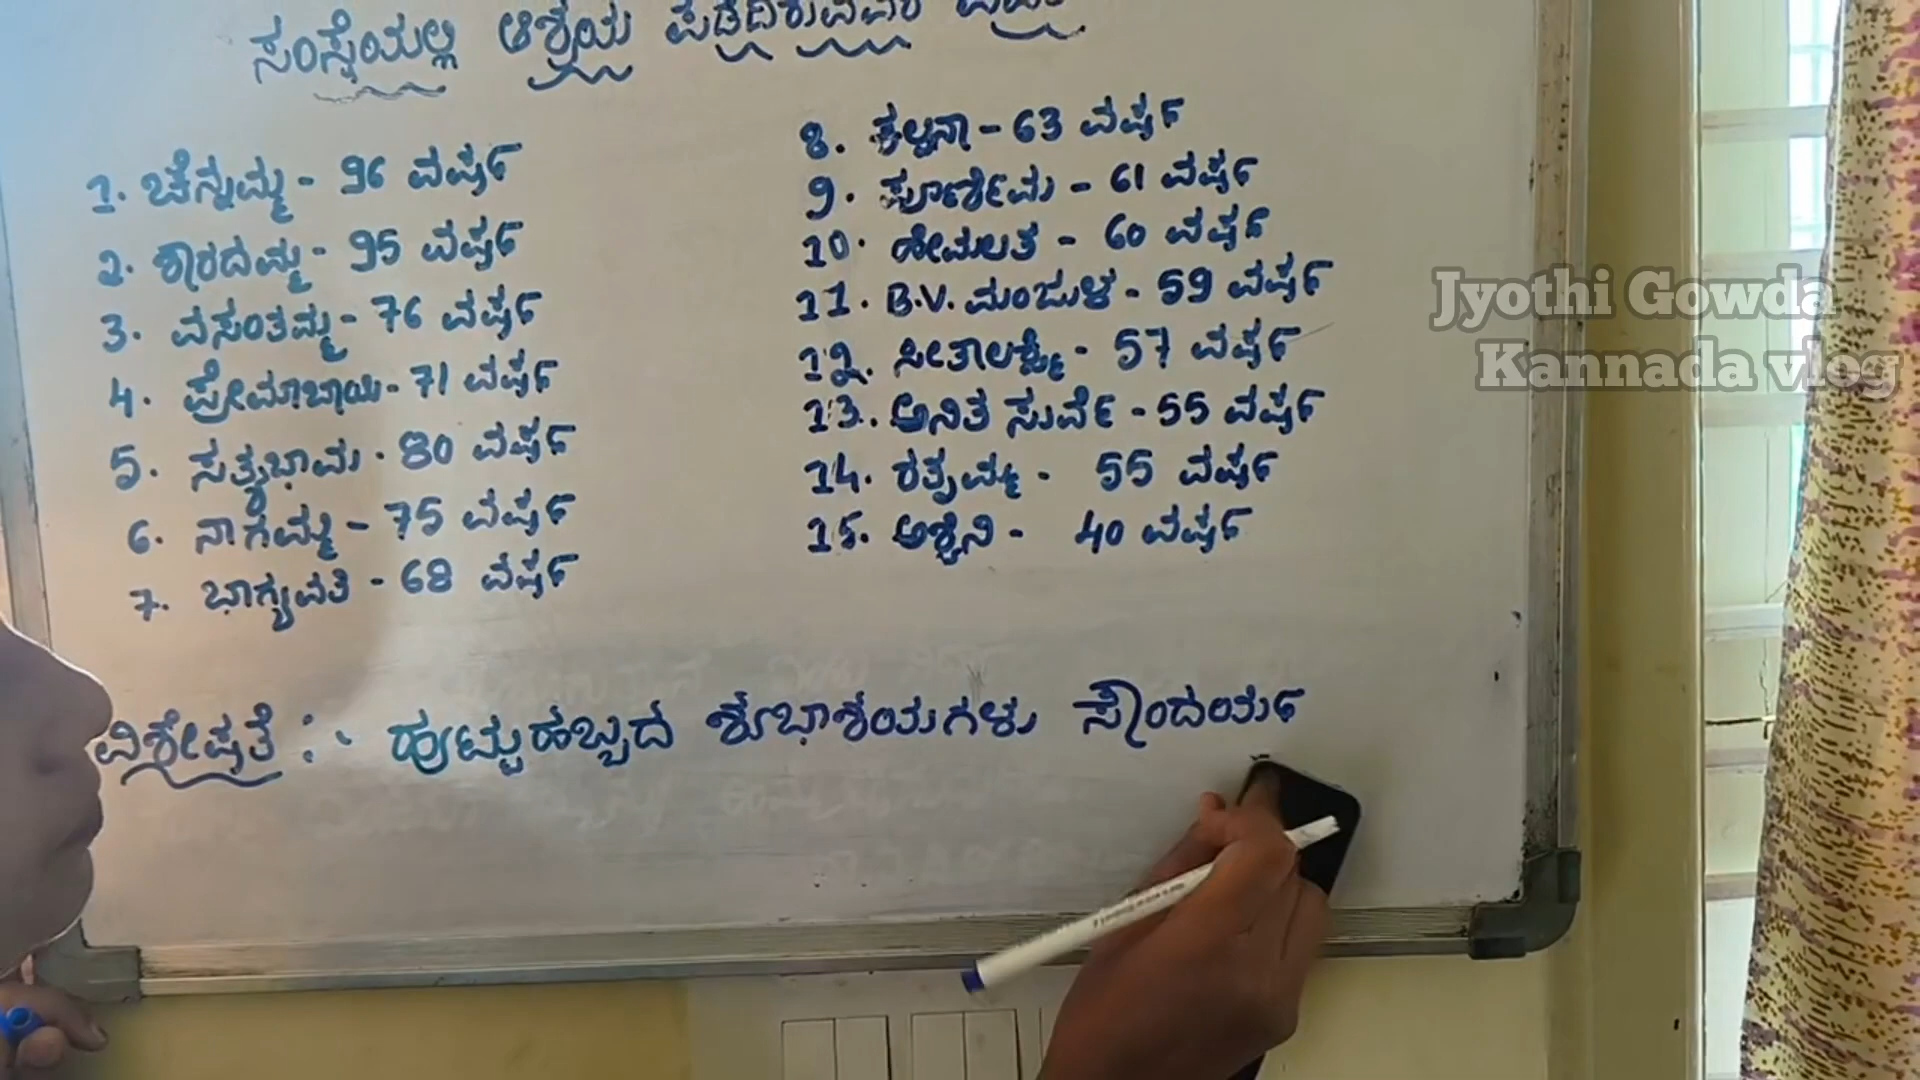 ಸಂಸ್ಥೆಯಲ್ಲಿ ಆಶ್ರಯ ಪಡೆದಿರುವವರ
1. ಚೆನ್ನಮ್ಮ - 96 ವರ್ಷ
2. ಶಾರದಮ್ಮ - 95 ವರ್ಷ
3. ವಸಂತಮ್ಮ - 76 ವರ್ಷ
4. ಪ್ರೇಮಾಬಾಯಿ - 71 ವರ್ಷ
5. ಸತ್ಯಭಾಮ - 80 ವರ್ಷ
6. ನಾಗಮ್ಮ - 75 ವರ್ಷ
7. ಭಾಗ್ಯವತಿ - 68 ವರ್ಷ
8. ಕಲ್ಪನಾ - 63 ವರ್ಷ
9. ಪೂರ್ಣಿಮ - 61 ವರ್ಷ
10. ಹೇಮಲತ - 60 ವರ್ಷ
11. B.V. ಮಂಜುಳ - 59 ವರ್ಷ
12. ಸೀತಾಲಕ್ಷ್ಮಿ - 57 ವರ್ಷ
13. ಅನಿತ ಸುರ್ವೆ - 55 ವರ್ಷ
14. ರತ್ನಮ್ಮ - 55 ವರ್ಷ
15. ಅಶ್ವಿನಿ - 40 ವರ್ಷ
ವಿಶೇಷತೆ :- ಹುಟ್ಟುಹಬ್ಬದ ಶುಭಾಶಯಗಳು ಸೌಂದರ್ಯ
Jyothi Gowda
Kannada vlog